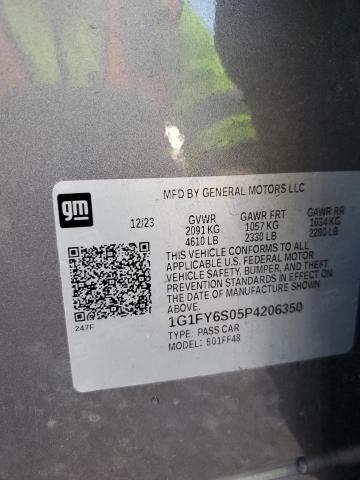 gm
MFD BY GENERAL MOTORS LLC
12/23 GVWR GAWR FRT GAWR RR
2091 KG 1057 KG 1034 KG
4610 LB 2330 LB 2280 LB
THIS VEHICLE CONFORMS TO ALL
APPLICABLE U.S. FEDERAL MOTOR
VEHICLE SAFETY, BUMPER, AND THEFT
PREVENTION STANDARDS IN EFFECT ON
THE DATE OF MANUFACTURE SHOWN
ABOVE.
1G1FY6S05P4206350
TYPE: PASS CAR
MODEL: 501FF48
247F